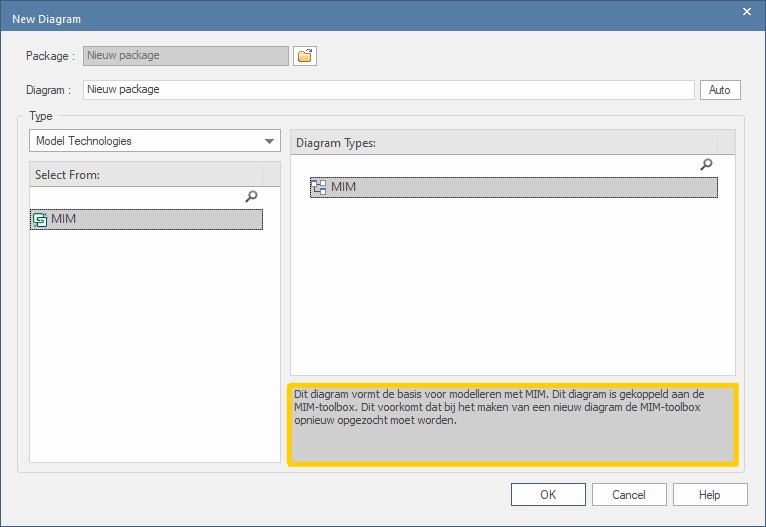 New Diagram
Package :
Nieuw package
Diagram :
Nieuw package
Auto
Type
Model Technologies
Select From:
MIM
Diagram Types:
MIM
Dit diagram vormt de basis voor modelleren met MIM. Dit diagram is gekoppeld aan de
MIM-toolbox. Dit voorkomt dat bij het maken van een nieuw diagram de MIM-toolbox
opnieuw opgezocht moet worden.
OK
Cancel
Help